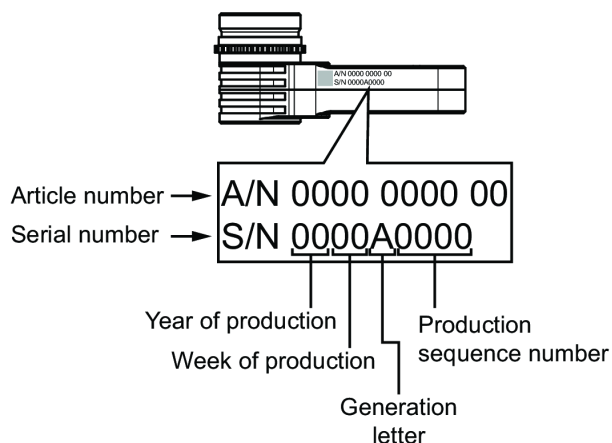 A/N 0000 0000 00
S/N 0000A0000
Article number
A/N 0000 0000 00
Serial number
S/N 0000A0000
Year of production
Week of production
Generation
letter
Production
sequence number